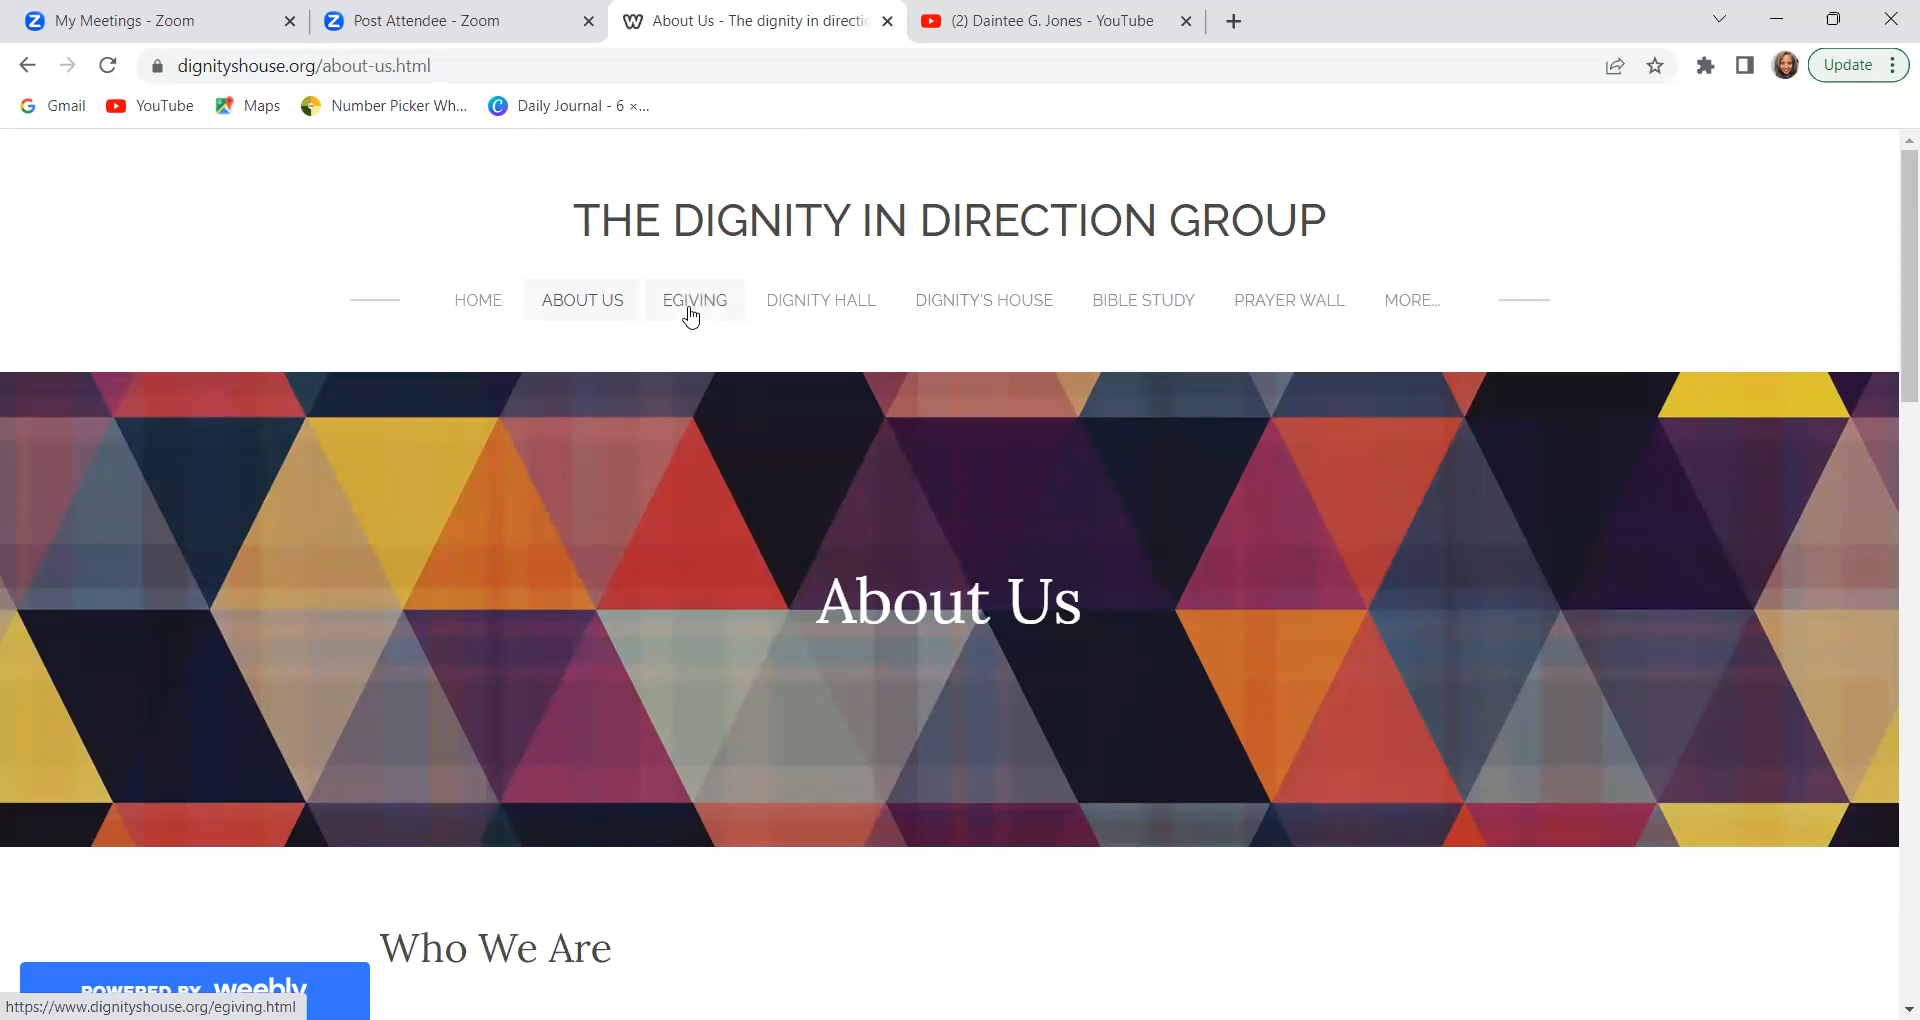 My Meetings - Zoom
Post Attendee - Zoom
About Us - The dignity in directic
(2) Daintee G. Jones - YouTube
dignityshouse.org/about-us.html
Update
Gmail
YouTube
Maps
Number Picker Wh...
Daily Journal - 6 ×...
THE DIGNITY IN DIRECTION GROUP
HOME
ABOUT US
EGIVING
DIGNITY HALL
DIGNITY'S HOUSE
BIBLE STUDY
PRAYER WALL
MORE...
About Us
Who We Are
POWERED BY weebly
https://www.dignityshouse.org/egiving.html